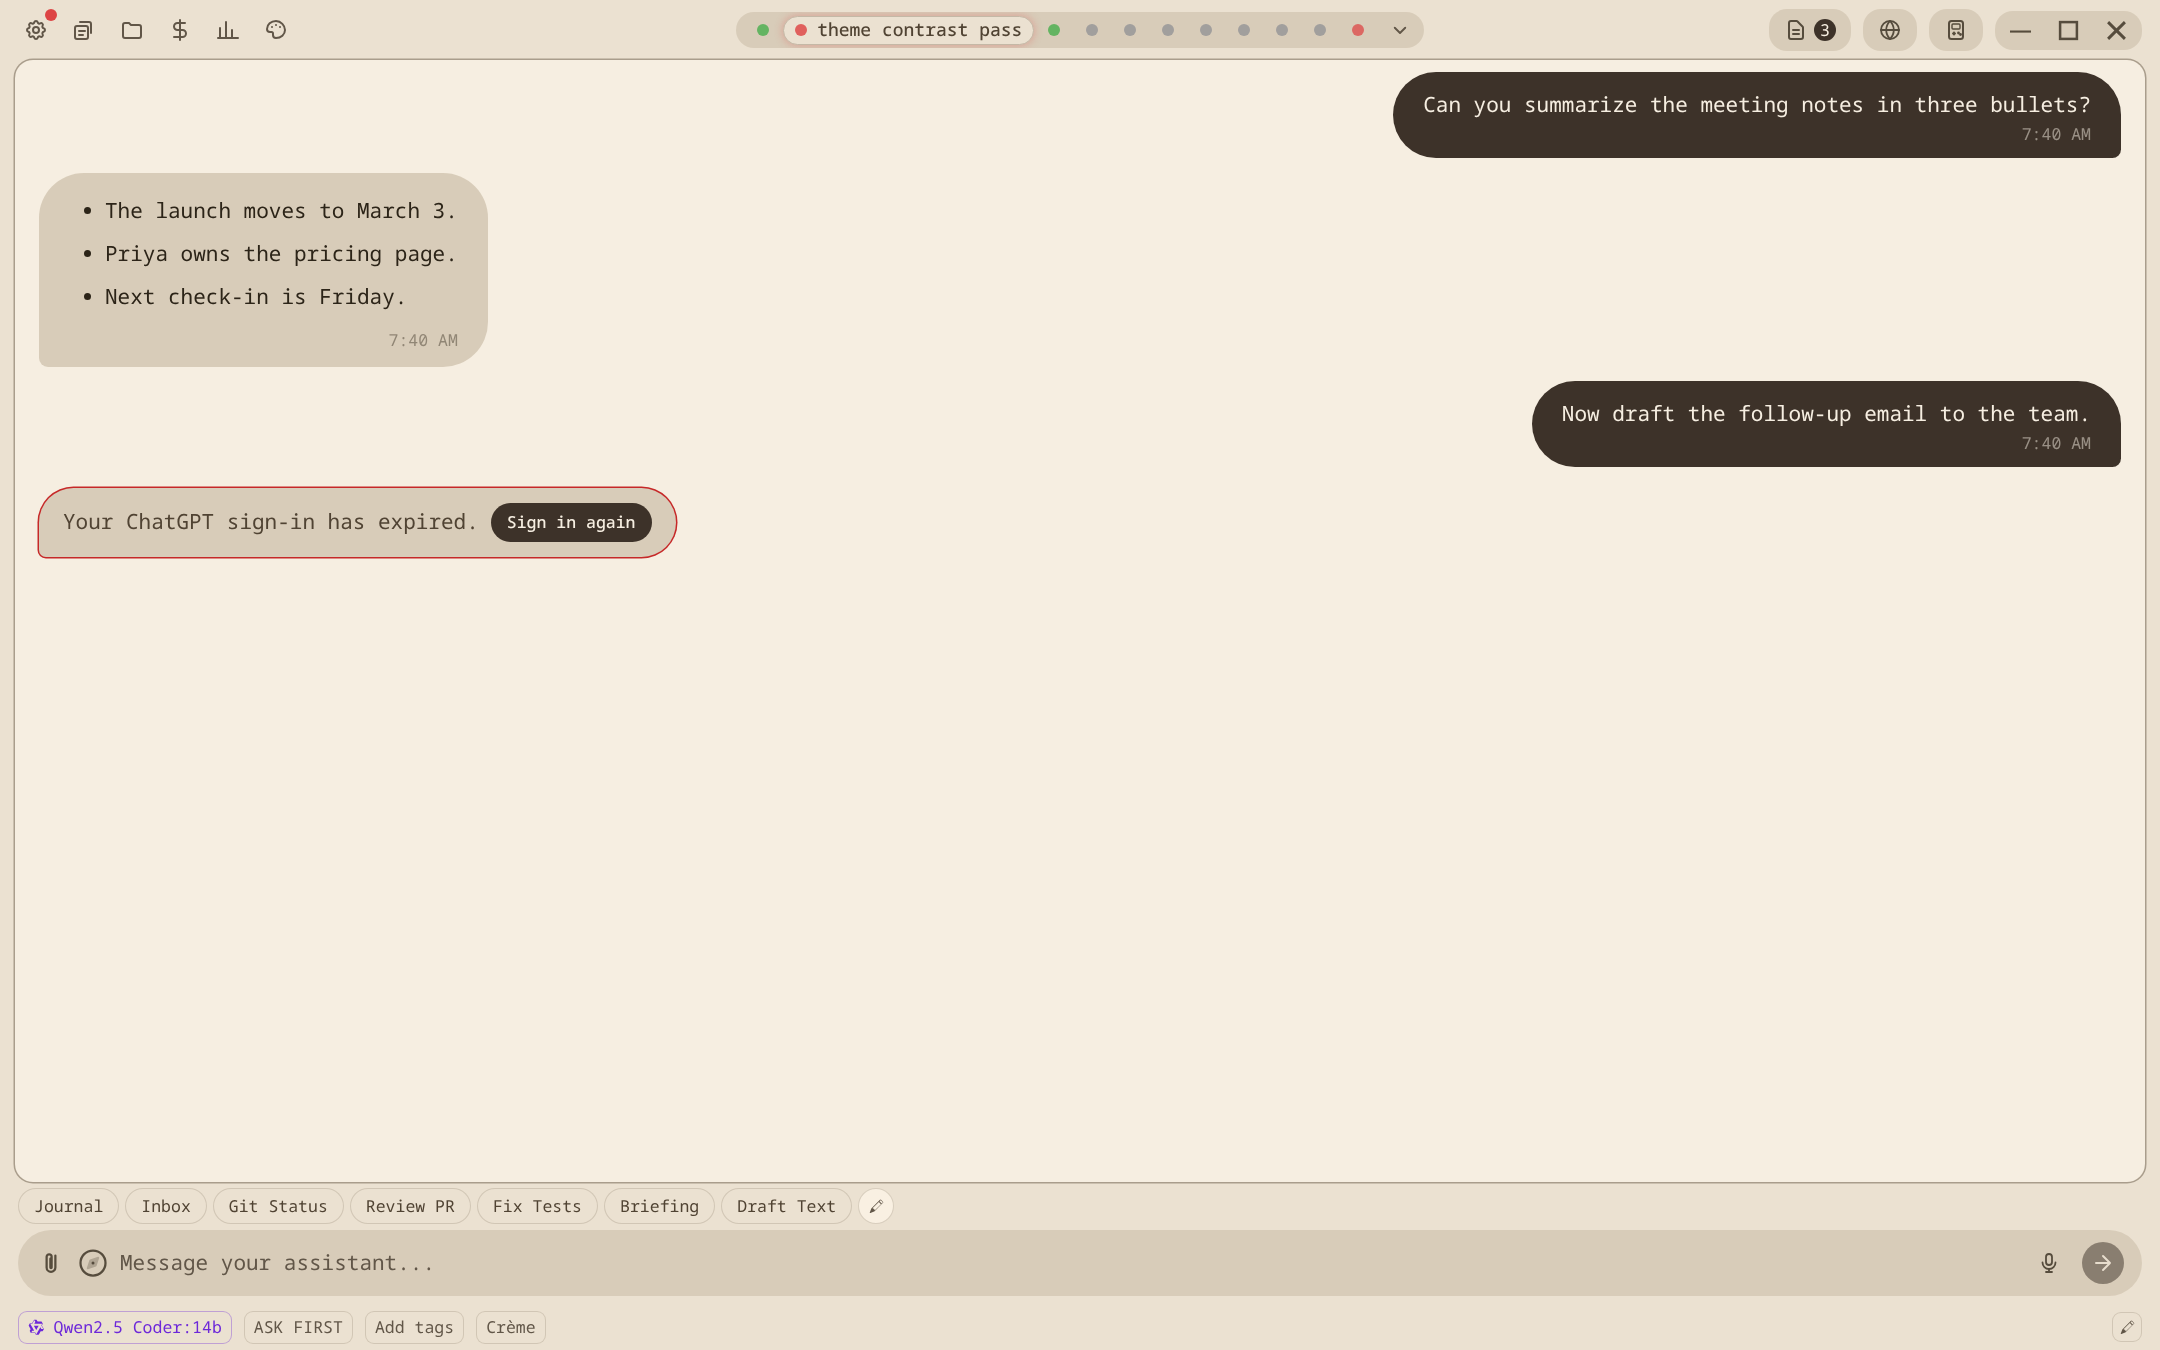 theme contrast pass
3
Can you summarize the meeting notes in three bullets?
7:40 AM
• The launch moves to March 3.
• Priya owns the pricing page.
• Next check-in is Friday.
7:40 AM
Now draft the follow-up email to the team.
7:40 AM
Your ChatGPT sign-in has expired. Sign in again
Journal Inbox Git Status Review PR Fix Tests Briefing Draft Text
Message your assistant...
Qwen2.5 Coder:14b ASK FIRST Add tags Crème